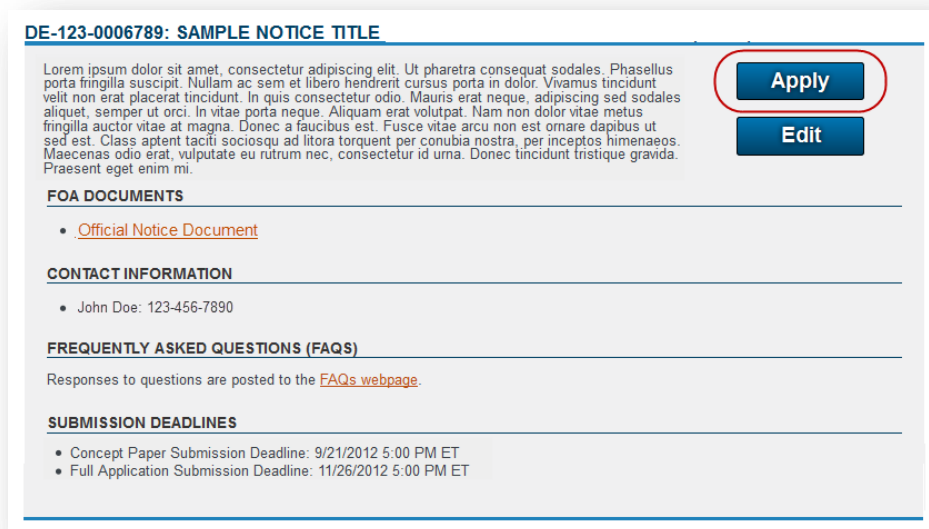 DE-123-0006789: SAMPLE NOTICE TITLE
Lorem ipsum dolor sit amet, consectetur adipiscing elit. Ut pharetra consequat sodales. Phasellus
porta fringilla suscipit. Nullam ac sem et libero hendrerit cursus porta in dolor. Vivamus tincidunt
velit non erat placerat tincidunt. In quis consectetur odio. Mauris erat neque, adipiscing sed sodales
aliquet, semper ut orci. In vitae porta neque. Aliquam erat volutpat. Nam non dolor vitae metus
fringilla auctor vitae at magna. Donec a faucibus est. Fusce vitae arcu non est ornare dapibus ut
sed est. Class aptent taciti sociosqu ad litora torquent per conubia nostra, per inceptos himenaeos.
Maecenas odio erat, vulputate eu rutrum nec, consectetur id urna. Donec tincidunt tristique gravida.
Praesent eget enim mi.
Apply
Edit
FOA DOCUMENTS
• Official Notice Document
CONTACT INFORMATION
• John Doe: 123-456-7890
FREQUENTLY ASKED QUESTIONS (FAQS)
Responses to questions are posted to the FAQs webpage.
SUBMISSION DEADLINES
• Concept Paper Submission Deadline: 9/21/2012 5:00 PM ET
• Full Application Submission Deadline: 11/26/2012 5:00 PM ET